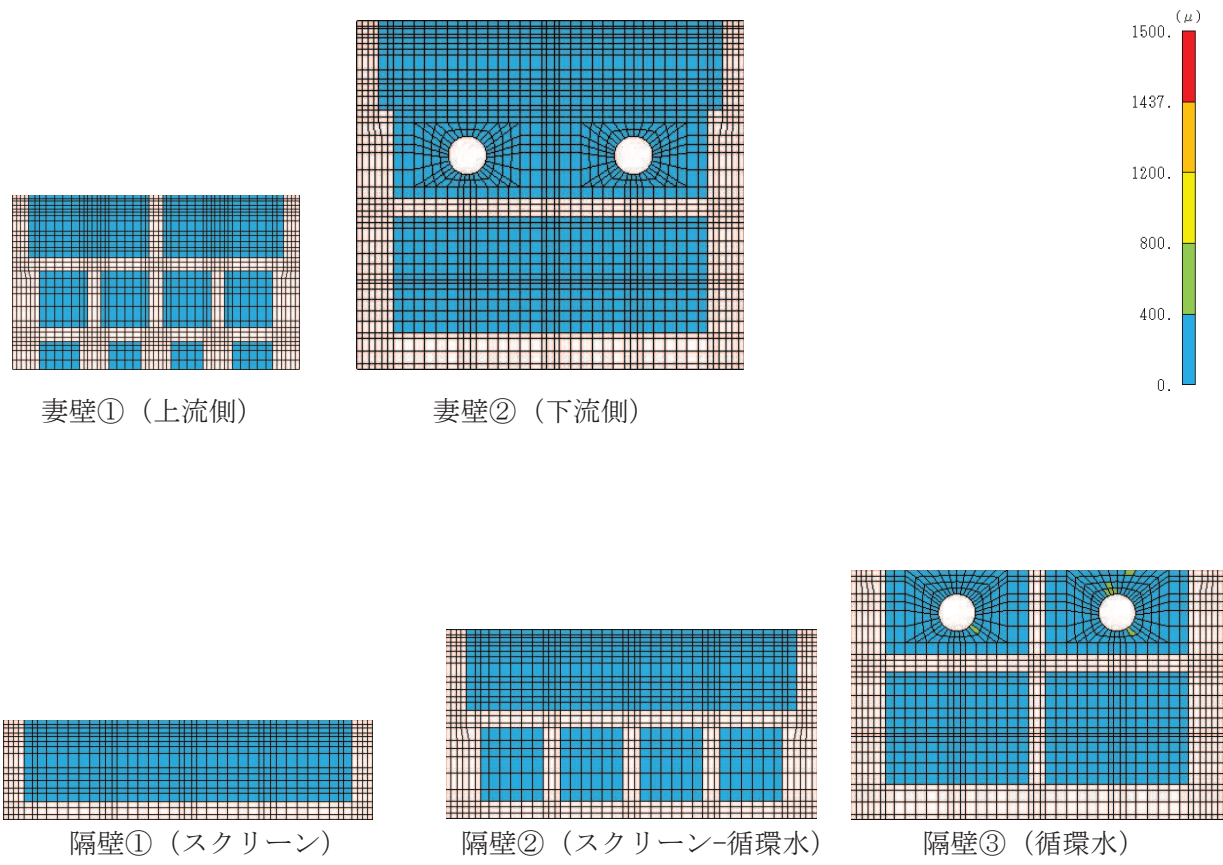 (μ)
1500.
1437.
1200.
800.
400.
0.
妻壁①（上流側）
妻壁②（下流側）
隔壁①（スクリーン）
隔壁②（スクリーン-循環水）
隔壁③（循環水）